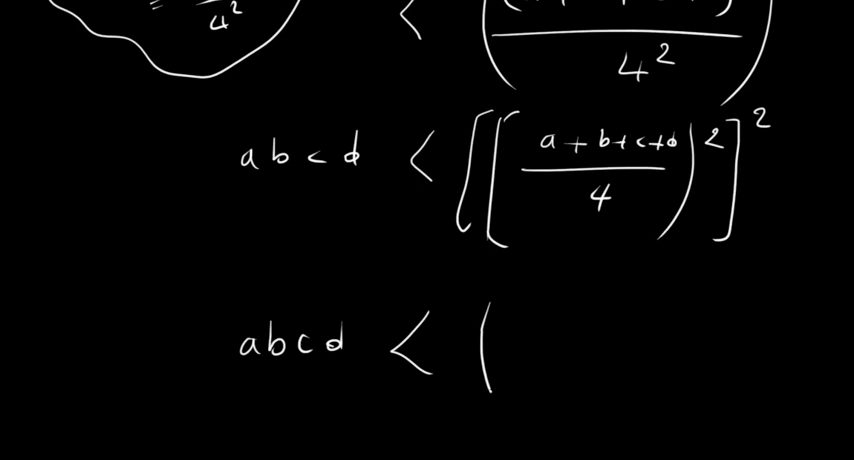 = 4²
< ( / 4² )
abcd < [ ( (a+b+c+d) / 4 )² ]²
abcd < (